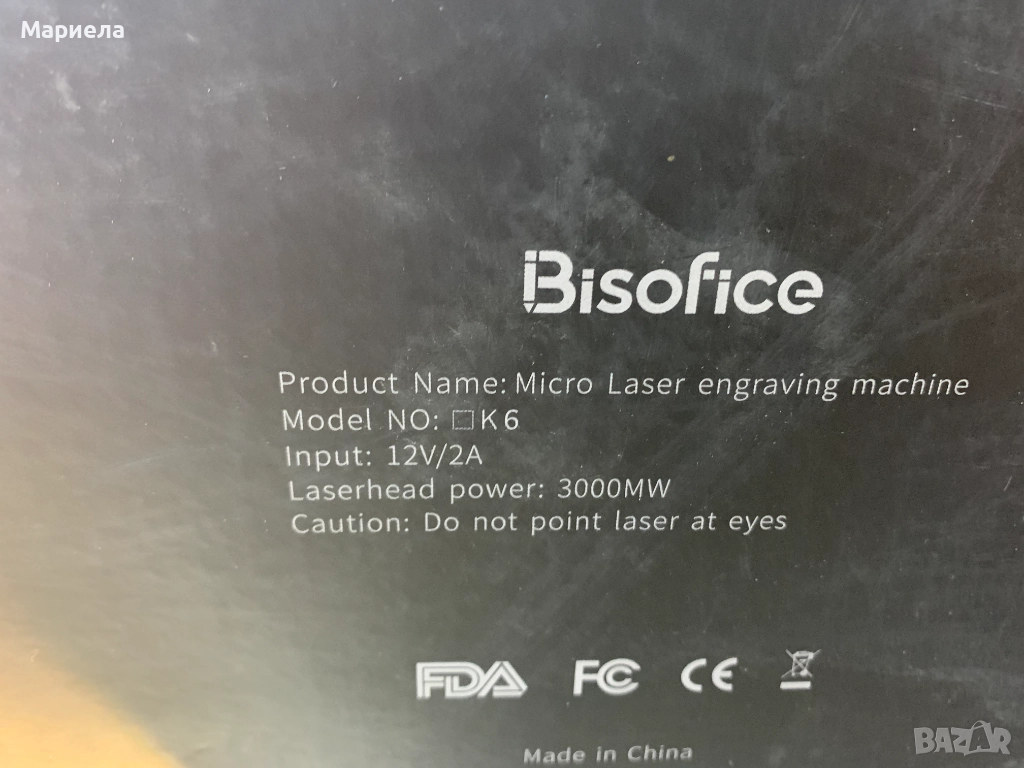 Мариела
Bisofice
Product Name: Micro Laser engraving machine
Model NO: □K6
Input: 12V/2A
Laserhead power: 3000MW
Caution: Do not point laser at eyes
FDA FC CE
Made in China
BAZAR